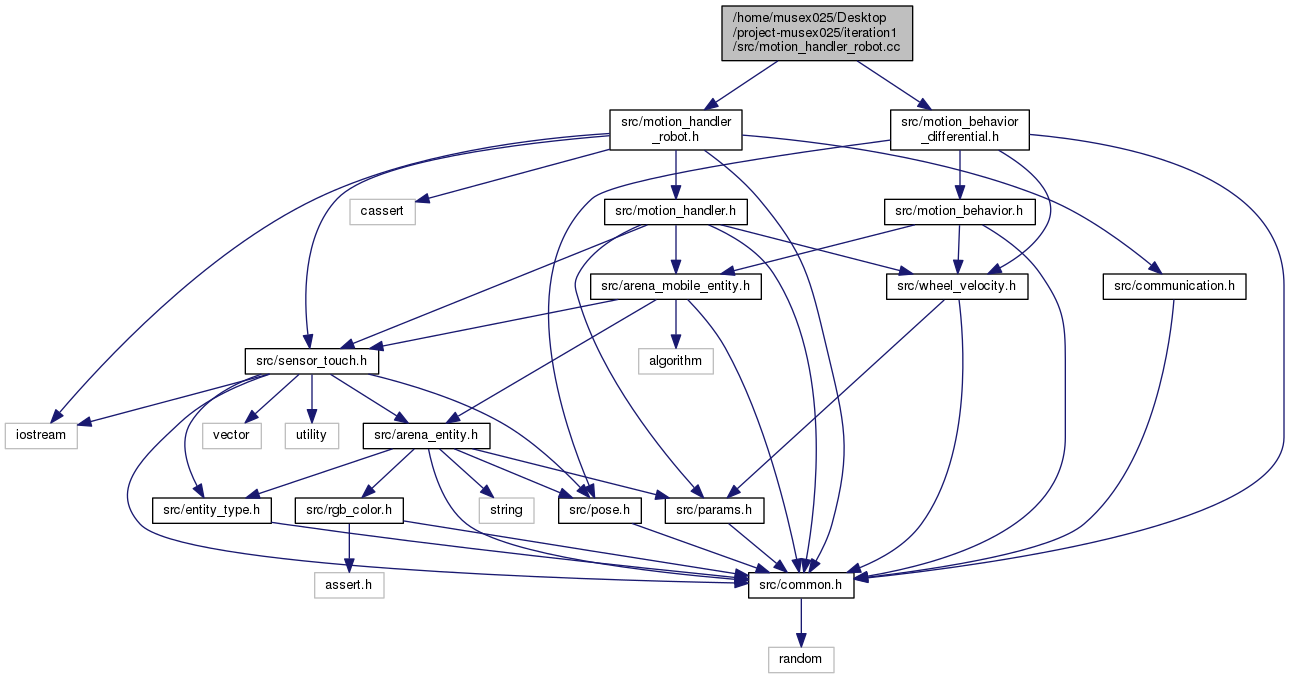 /home/musex025/Desktop
/project-musex025/iteration1
/src/motion_handler_robot.cc
src/motion_handler
_robot.h
src/motion_behavior
_differential.h
cassert
src/motion_handler.h
src/motion_behavior.h
src/arena_mobile_entity.h
src/wheel_velocity.h
src/communication.h
src/sensor_touch.h
algorithm
iostream
vector
utility
src/arena_entity.h
src/entity_type.h
src/rgb_color.h
string
src/pose.h
src/params.h
assert.h
src/common.h
random